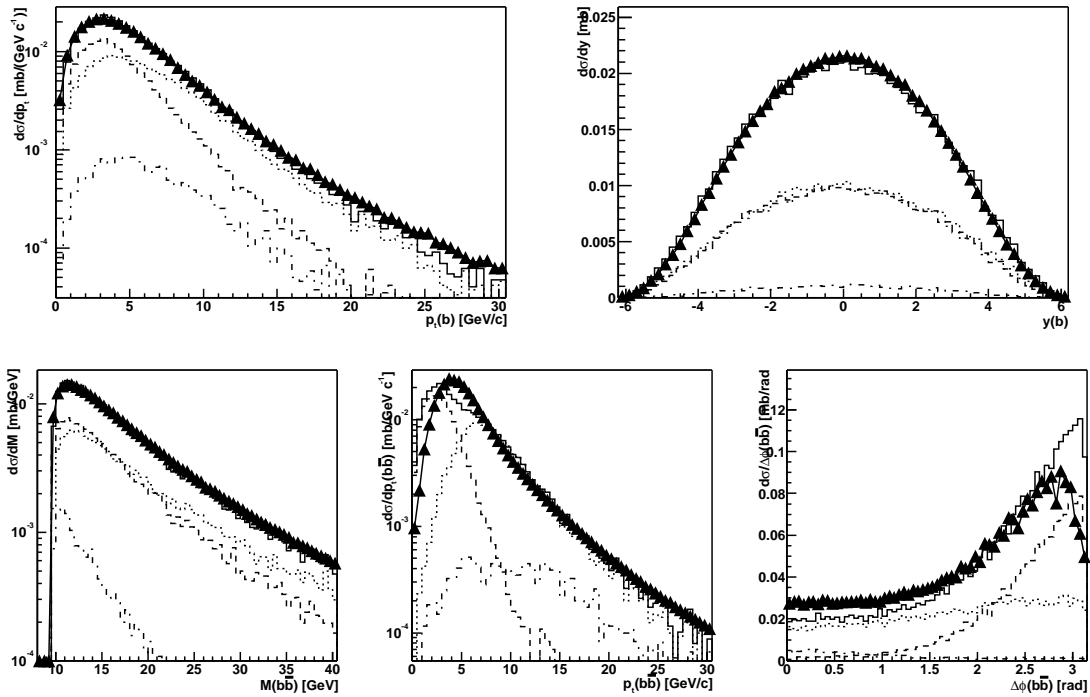 dσ/dpₜ [mb/(GeV c⁻¹)]
10⁻²
10⁻³
10⁻⁴
0 5 10 15 20 25 30
pₜ(b) [GeV/c]
dσ/dy [mb]
0.025
0.02
0.015
0.01
0.005
0
-6 -4 -2 0 2 4 6
y(b)
dσ/dM [mb/GeV]
10⁻²
10⁻³
10⁻⁴
10 15 20 25 30 35 40
M(bb̄) [GeV]
dσ/dpₜ(bb̄) [mb/GeV c⁻¹]
10⁻²
10⁻³
10⁻⁴
0 5 10 15 20 25 30
pₜ(bb̄) [GeV/c]
dσ/Δϕ(bb̄) [mb/rad
0.12
0.1
0.08
0.06
0.04
0.02
0
0 0.5 1 1.5 2 2.5 3
Δϕ(bb̄) [rad]